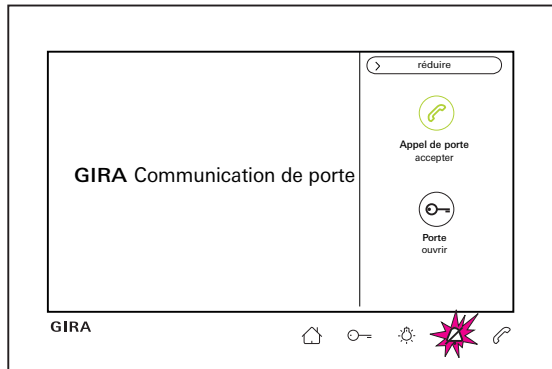 réduire
Appel de porte
accepter
GIRA Communication de porte
Porte
ouvrir
GIRA